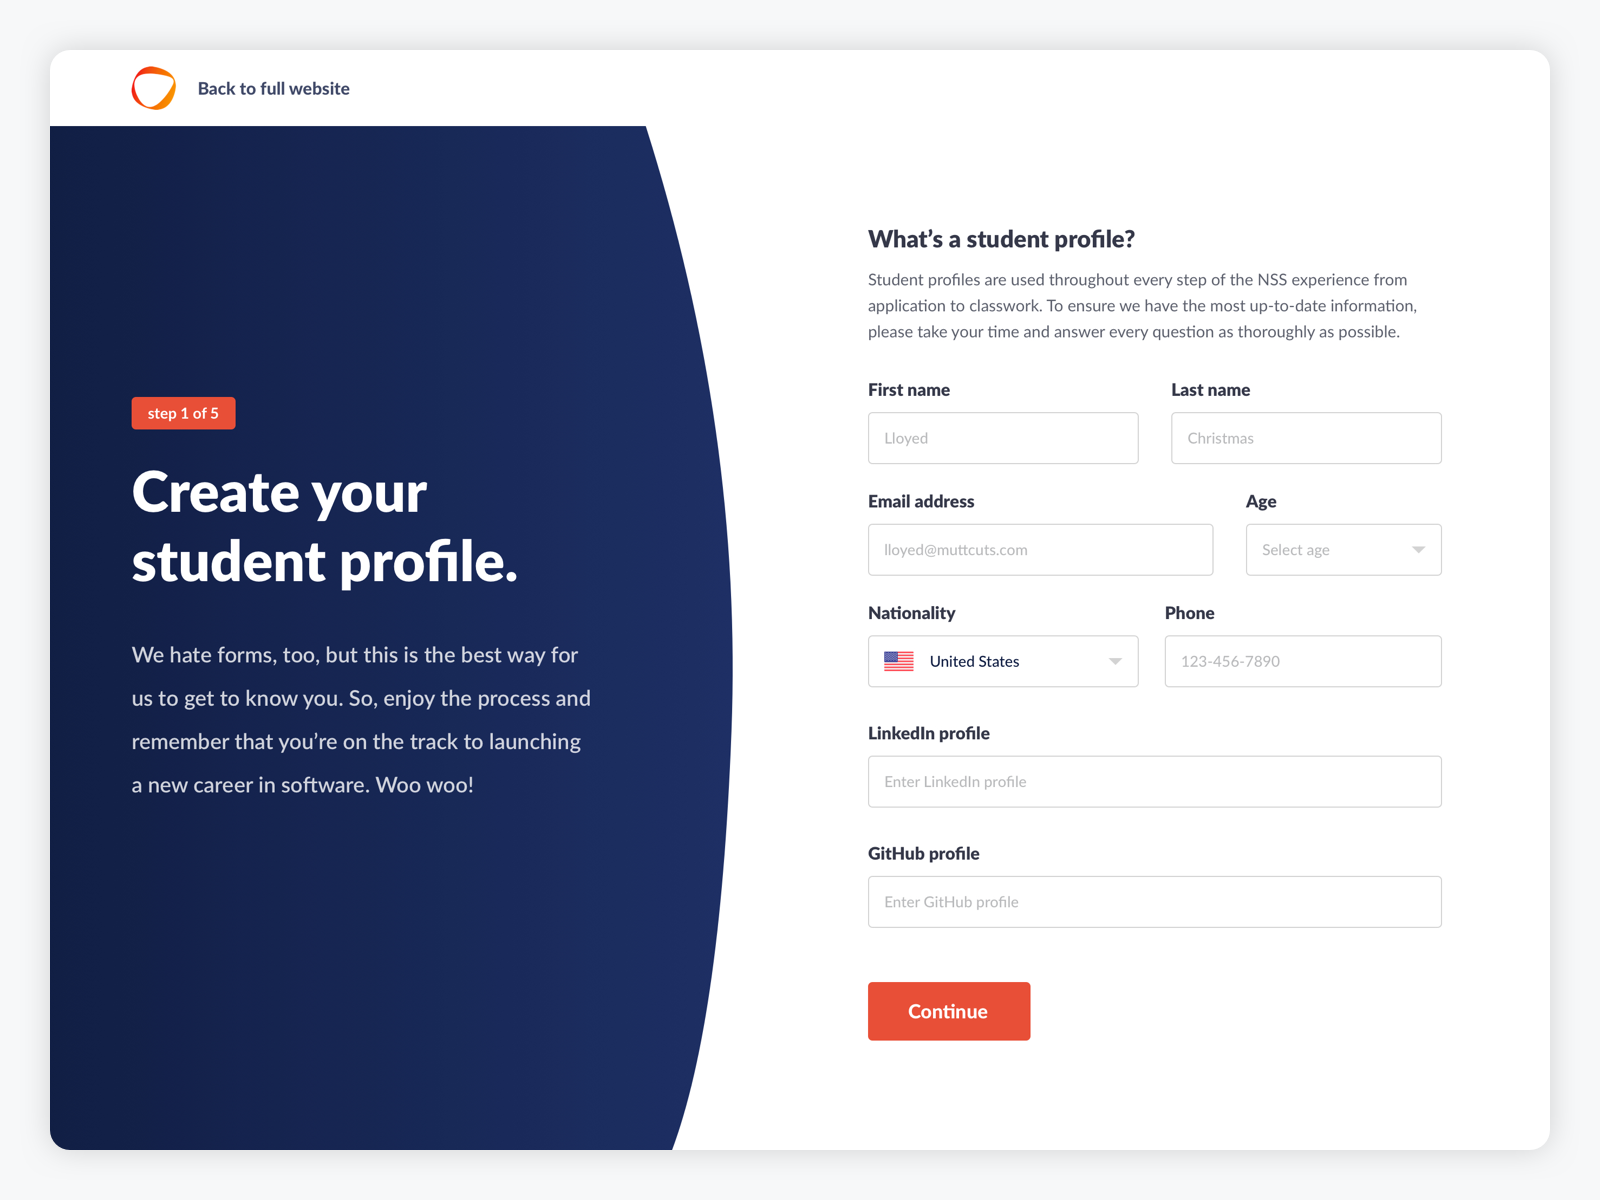 Back to full website
step 1 of 5
Create your
student profile.
We hate forms, too, but this is the best way for
us to get to know you. So, enjoy the process and
remember that you’re on the track to launching
a new career in software. Woo woo!
What’s a student profile?
Student profiles are used throughout every step of the NSS experience from
application to classwork. To ensure we have the most up-to-date information,
please take your time and answer every question as thoroughly as possible.
First name
Last name
Lloyed
Christmas
Email address
Age
lloyed@muttcuts.com
Select age
Nationality
Phone
United States
123-456-7890
LinkedIn profile
Enter LinkedIn profile
GitHub profile
Enter GitHub profile
Continue